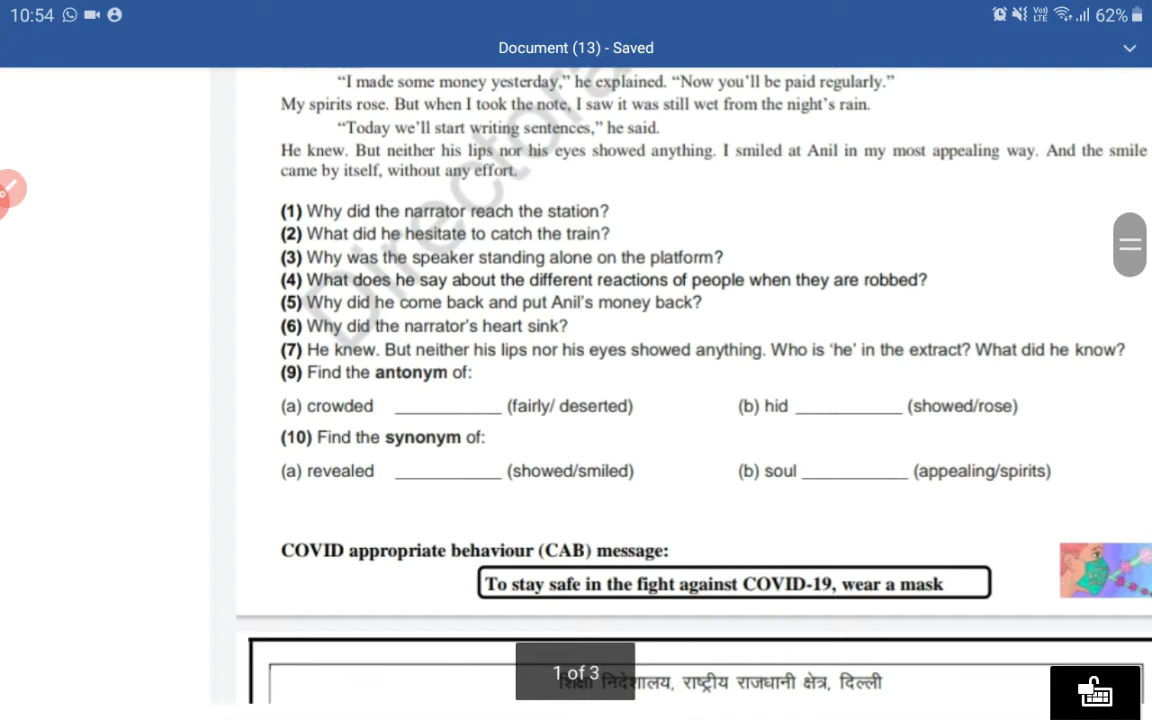 10:54
Vo)) LTE
62%
Document (13) - Saved
“I made some money yesterday,” he explained. “Now you’ll be paid regularly.”
My spirits rose. But when I took the note, I saw it was still wet from the night’s rain.
“Today we’ll start writing sentences,” he said.
He knew. But neither his lips nor his eyes showed anything. I smiled at Anil in my most appealing way. And the smile
came by itself, without any effort.
(1) Why did the narrator reach the station?
(2) What did he hesitate to catch the train?
(3) Why was the speaker standing alone on the platform?
(4) What does he say about the different reactions of people when they are robbed?
(5) Why did he come back and put Anil’s money back?
(6) Why did the narrator’s heart sink?
(7) He knew. But neither his lips nor his eyes showed anything. Who is ‘he’ in the extract? What did he know?
(9) Find the antonym of:
(a) crowded ____________ (fairly/ deserted) (b) hid ____________ (showed/rose)
(10) Find the synonym of:
(a) revealed ____________ (showed/smiled) (b) soul ____________ (appealing/spirits)
COVID appropriate behaviour (CAB) message:
To stay safe in the fight against COVID-19, wear a mask
1 of 3
शिक्षा निदेशालय, राष्ट्रीय राजधानी क्षेत्र, दिल्ली